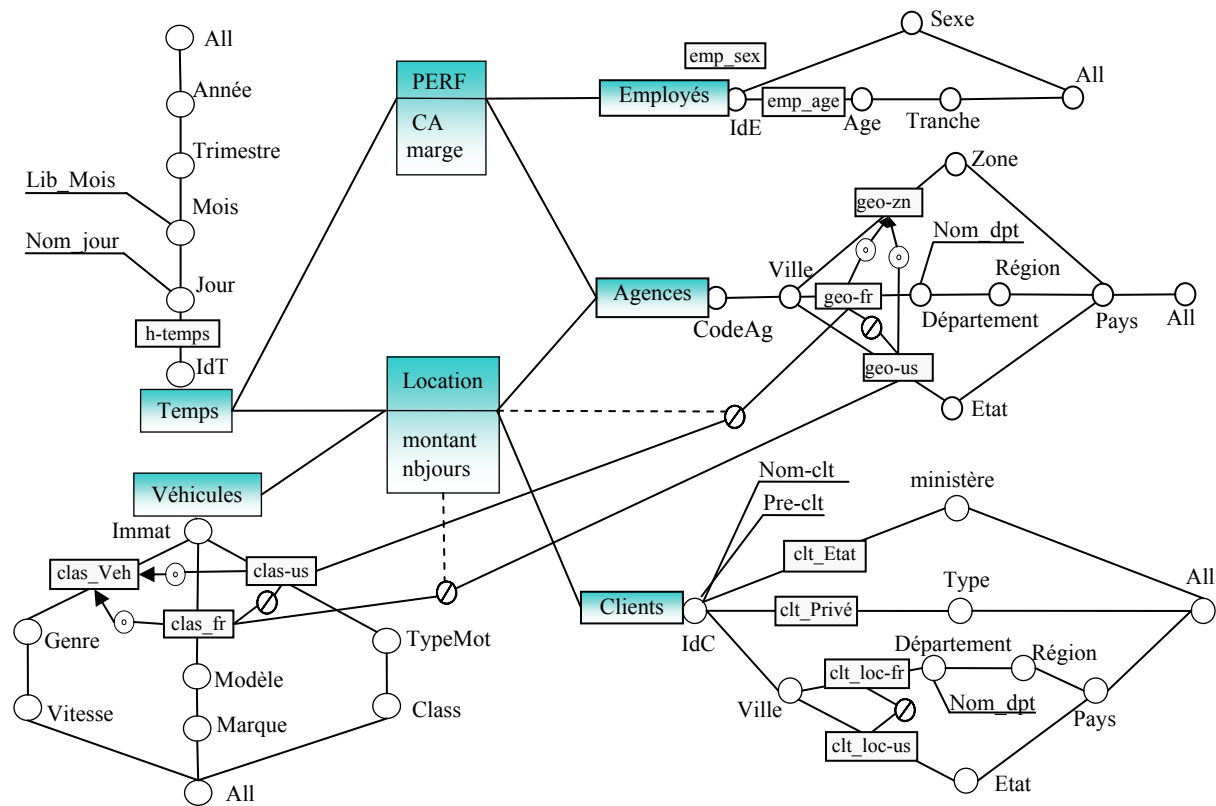 All
Année
Trimestre
Lib_Mois
Mois
Nom_jour
Jour
h-temps
IdT
Temps
PERF
CA
marge
emp_sex
Sexe
Employés
emp_age
IdE
Age
Tranche
All
Zone
geo-zn
Nom_dpt
Ville
Région
Agences
geo-fr
CodeAg
Département
Pays
All
geo-us
Etat
Location
montant
nbjours
Véhicules
Immat
clas_Veh
clas-us
clas_fr
Genre
TypeMot
Modèle
Vitesse
Marque
Class
All
Nom-clt
Pre-clt
ministère
clt_Etat
Type
All
Clients
clt_Privé
IdC
Département
Région
clt_loc-fr
Ville
Nom_dpt
Pays
clt_loc-us
Etat
o
o
o
o